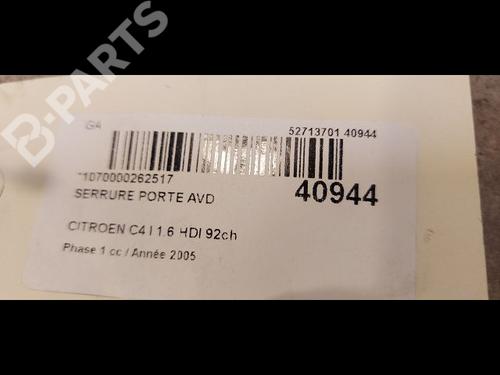 B-PARTS
GA
52713701 40944
*1070000262517
40944
SERRURE PORTE AVD
CITROEN C4 I 1.6 HDI 92ch
Phase 1 cc / Année 2005